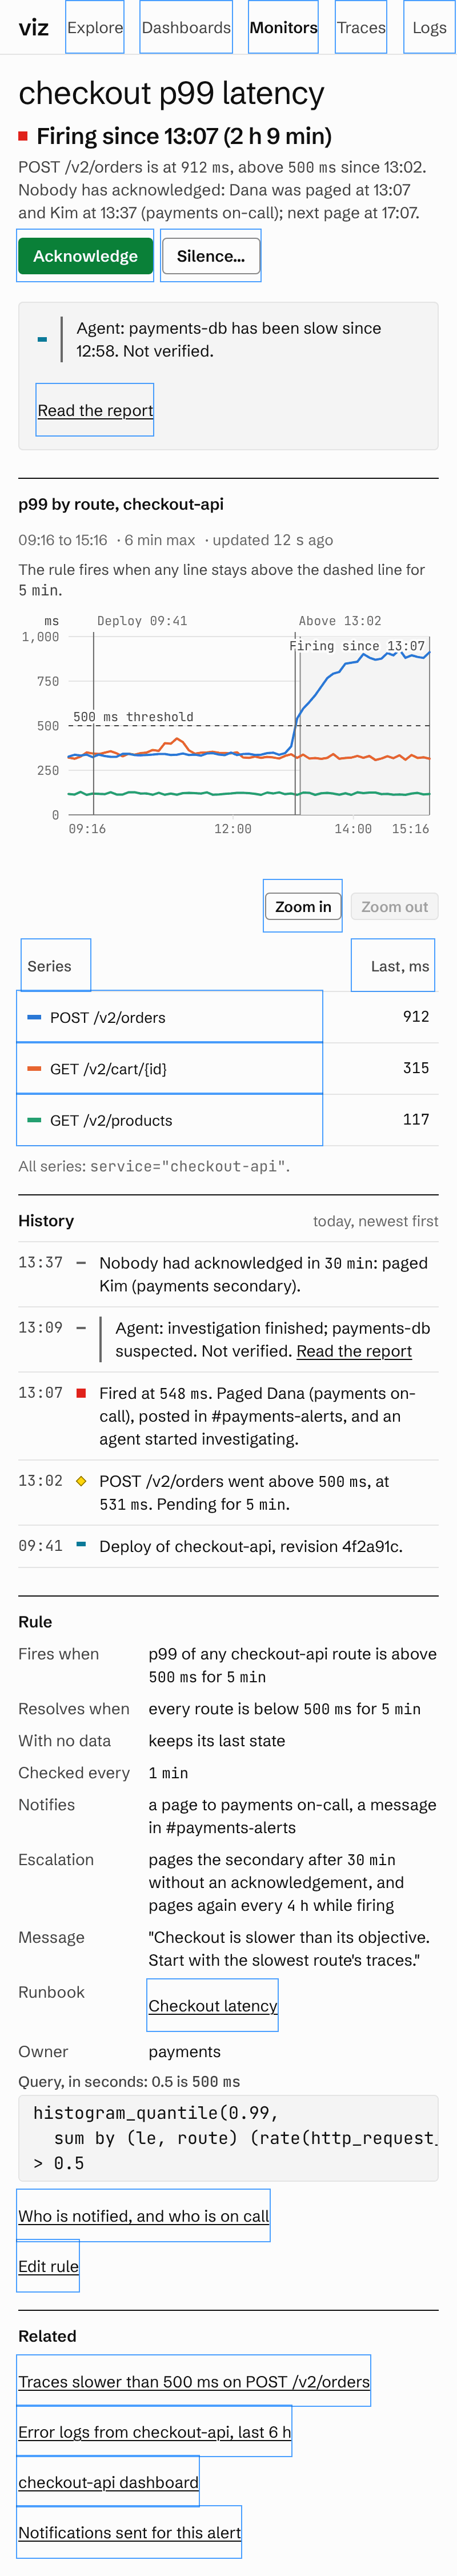 viz Explore Dashboards Monitors Traces Logs
checkout p99 latency
Firing since 13:07 (2 h 9 min)
POST /v2/orders is at 912 ms, above 500 ms since 13:02.
Nobody has acknowledged: Dana was paged at 13:07
and Kim at 13:37 (payments on-call); next page at 17:07.
Acknowledge Silence...
Agent: payments-db has been slow since
12:58. Not verified.
Read the report
p99 by route, checkout-api
09:16 to 15:16 · 6 min max · updated 12 s ago
The rule fires when any line stays above the dashed line for
5 min.
ms Deploy 09:41 Above 13:02
1,000
Firing since 13:07
750
500 ms threshold
500
250
0
09:16 12:00 14:00 15:16
Zoom in Zoom out
Series Last, ms
POST /v2/orders 912
GET /v2/cart/{id} 315
GET /v2/products 117
All series: service="checkout-api".
History today, newest first
13:37 Nobody had acknowledged in 30 min: paged
Kim (payments secondary).
13:09 Agent: investigation finished; payments-db
suspected. Not verified. Read the report
13:07 Fired at 548 ms. Paged Dana (payments on-
call), posted in #payments-alerts, and an
agent started investigating.
13:02 POST /v2/orders went above 500 ms, at
531 ms. Pending for 5 min.
09:41 Deploy of checkout-api, revision 4f2a91c.
Rule
Fires when p99 of any checkout-api route is above
500 ms for 5 min
Resolves when every route is below 500 ms for 5 min
With no data keeps its last state
Checked every 1 min
Notifies a page to payments on-call, a message
in #payments-alerts
Escalation pages the secondary after 30 min
without an acknowledgement, and
pages again every 4 h while firing
Message "Checkout is slower than its objective.
Start with the slowest route's traces."
Runbook Checkout latency
Owner payments
Query, in seconds: 0.5 is 500 ms
histogram_quantile(0.99,
sum by (le, route) (rate(http_request_
> 0.5
Who is notified, and who is on call
Edit rule
Related
Traces slower than 500 ms on POST /v2/orders
Error logs from checkout-api, last 6 h
checkout-api dashboard
Notifications sent for this alert